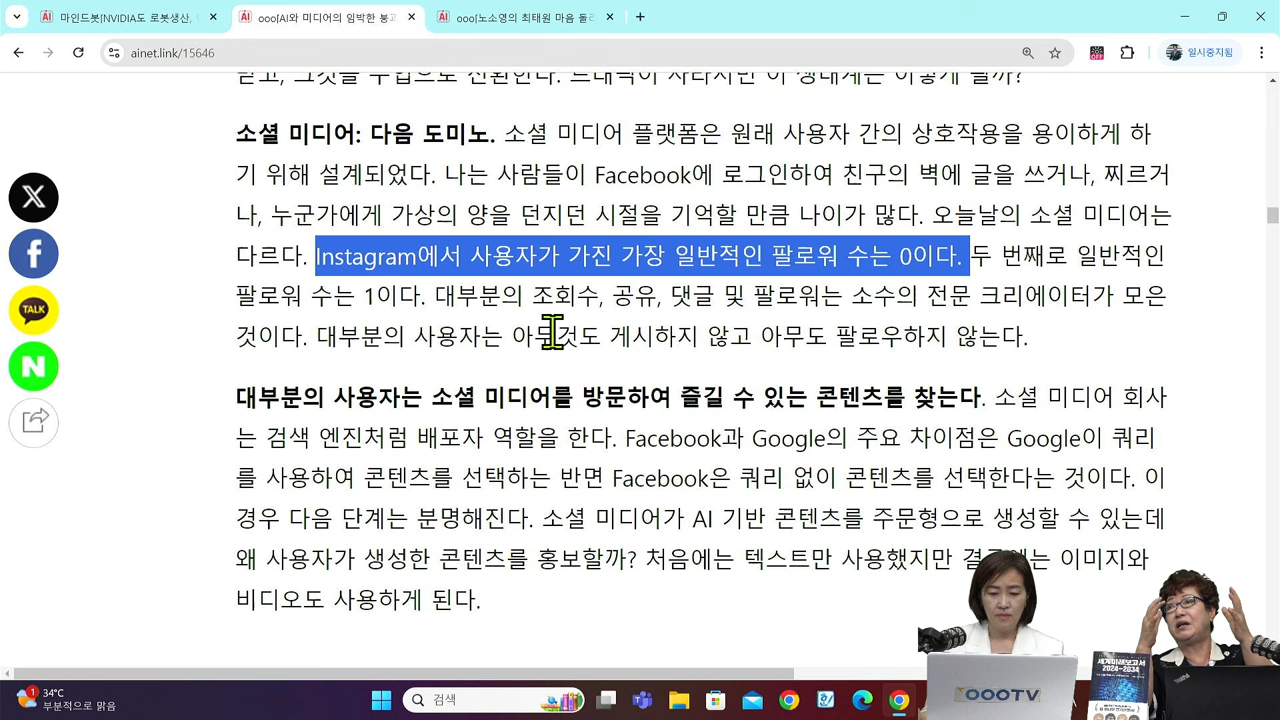 마인드봇[NVIDIA도 로봇생산,
ooo[AI와 미디어의 임박한 붕괴
ooo[노소영의 최태원 마음 돌리
ainet.link/15646
OFF
일시중지됨
소셜 미디어: 다음 도미노. 소셜 미디어 플랫폼은 원래 사용자 간의 상호작용을 용이하게 하
기 위해 설계되었다. 나는 사람들이 Facebook에 로그인하여 친구의 벽에 글을 쓰거나, 찌르거
나, 누군가에게 가상의 양을 던지던 시절을 기억할 만큼 나이가 많다. 오늘날의 소셜 미디어는
다르다. Instagram에서 사용자가 가진 가장 일반적인 팔로워 수는 0이다. 두 번째로 일반적인
팔로워 수는 1이다. 대부분의 조회수, 공유, 댓글 및 팔로워는 소수의 전문 크리에이터가 모은
것이다. 대부분의 사용자는 아무것도 게시하지 않고 아무도 팔로우하지 않는다.
대부분의 사용자는 소셜 미디어를 방문하여 즐길 수 있는 콘텐츠를 찾는다. 소셜 미디어 회사
는 검색 엔진처럼 배포자 역할을 한다. Facebook과 Google의 주요 차이점은 Google이 쿼리
를 사용하여 콘텐츠를 선택하는 반면 Facebook은 쿼리 없이 콘텐츠를 선택한다는 것이다. 이
경우 다음 단계는 분명해진다. 소셜 미디어가 AI 기반 콘텐츠를 주문형으로 생성할 수 있는데
왜 사용자가 생성한 콘텐츠를 홍보할까? 처음에는 텍스트만 사용했지만 결국에는 이미지와
비디오도 사용하게 된다.
TALK
N
OOOTV
세계미래보고서
2024-2034
ThinkPad
1
34°C
부분적으로 맑음
검색